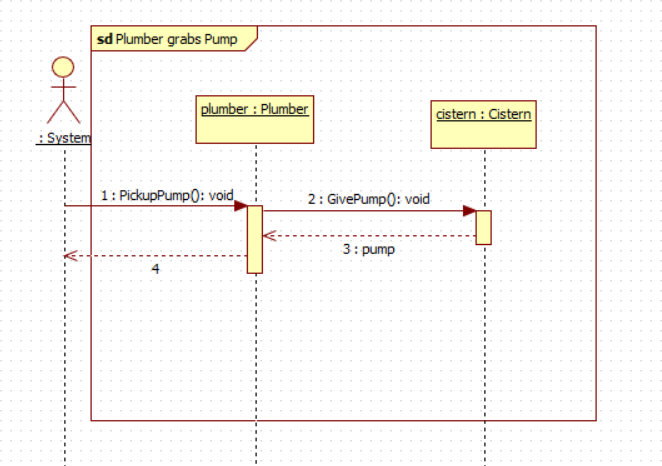 sd Plumber grabs Pump
plumber : Plumber
cistern : Cistern
: System
1 : PickupPump(): void
2 : GivePump(): void
3 : pump
4